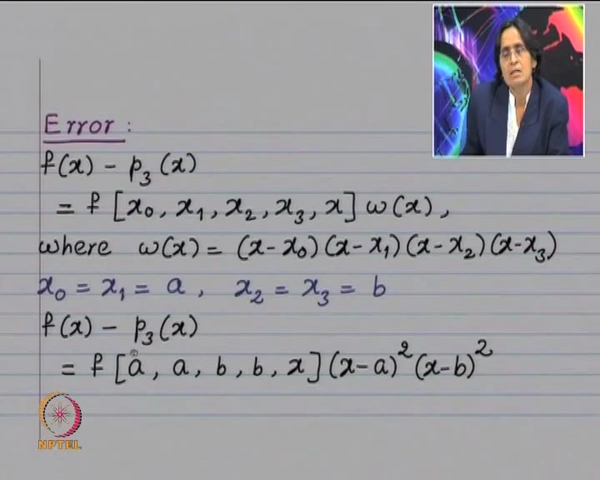 Error:
f(x) - p₃(x)
= f [x₀, x₁, x₂, x₃, x] ω(x),
where ω(x) = (x-x₀)(x-x₁)(x-x₂)(x-x₃)
x₀ = x₁ = a, x₂ = x₃ = b
f(x) - p₃(x)
= f [a, a, b, b, x] (x-a)² (x-b)²
NPTEL